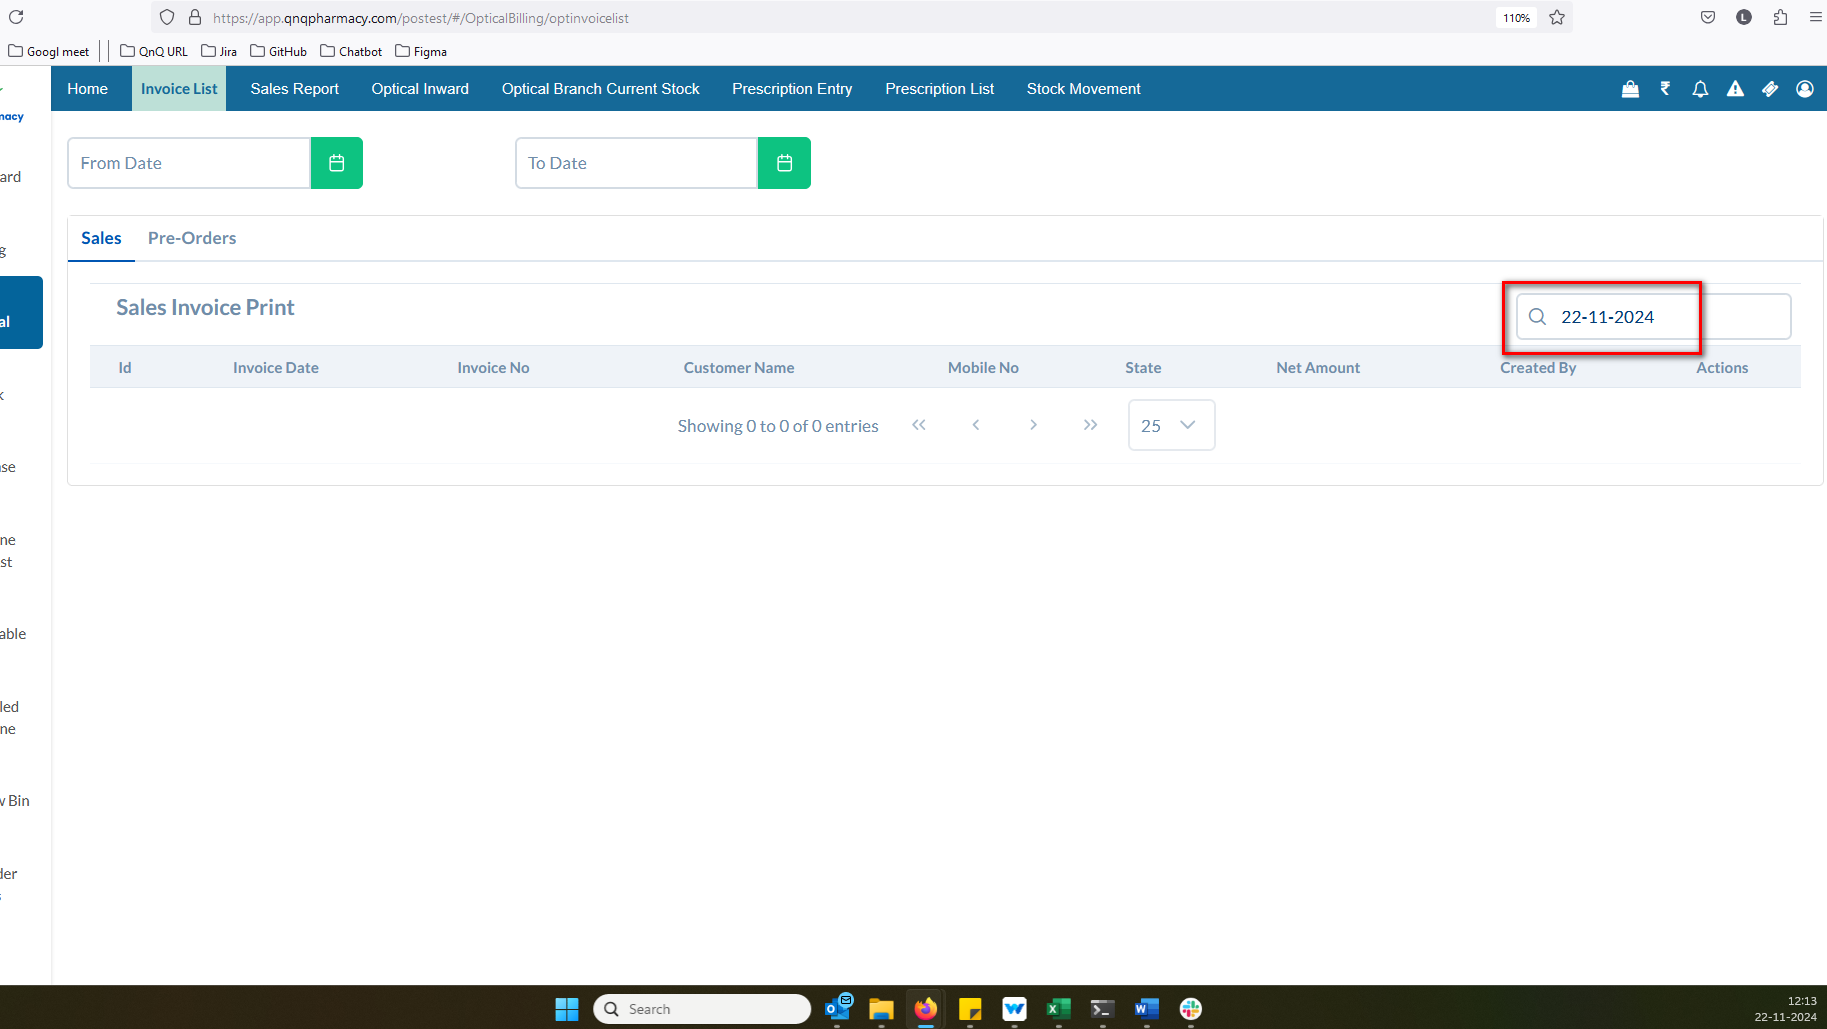 https://app.qnqpharmacy.com/postest/#/OpticalBilling/optinvoicelist
110%
L
Googl meet
QnQ URL
Jira
GitHub
Chatbot
Figma
macy
Home
Invoice List
Sales Report
Optical Inward
Optical Branch Current Stock
Prescription Entry
Prescription List
Stock Movement
From Date
To Date
ard
Sales
Pre-Orders
g
Sales Invoice Print
22-11-2024
al
Id
Invoice Date
Invoice No
Customer Name
Mobile No
State
Net Amount
Created By
Actions
k
Showing 0 to 0 of 0 entries
25
se
ne
st
able
led
ne
v Bin
der
s
Search
12:13
22-11-2024